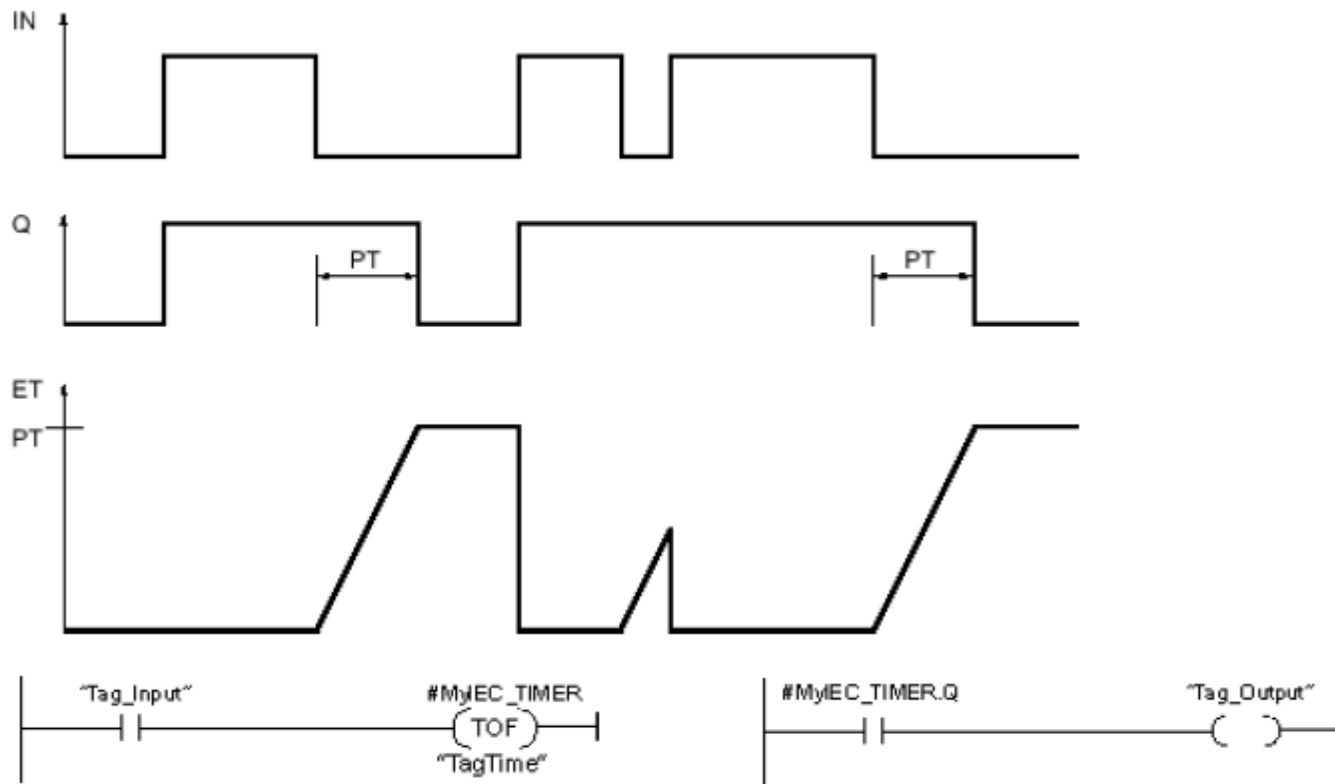 IN
Q
PT
PT
ET
PT
"Tag_Input"
#MyIEC_TIMER
TOF
"TagTime"
#MyIEC_TIMER.Q
"Tag_Output"